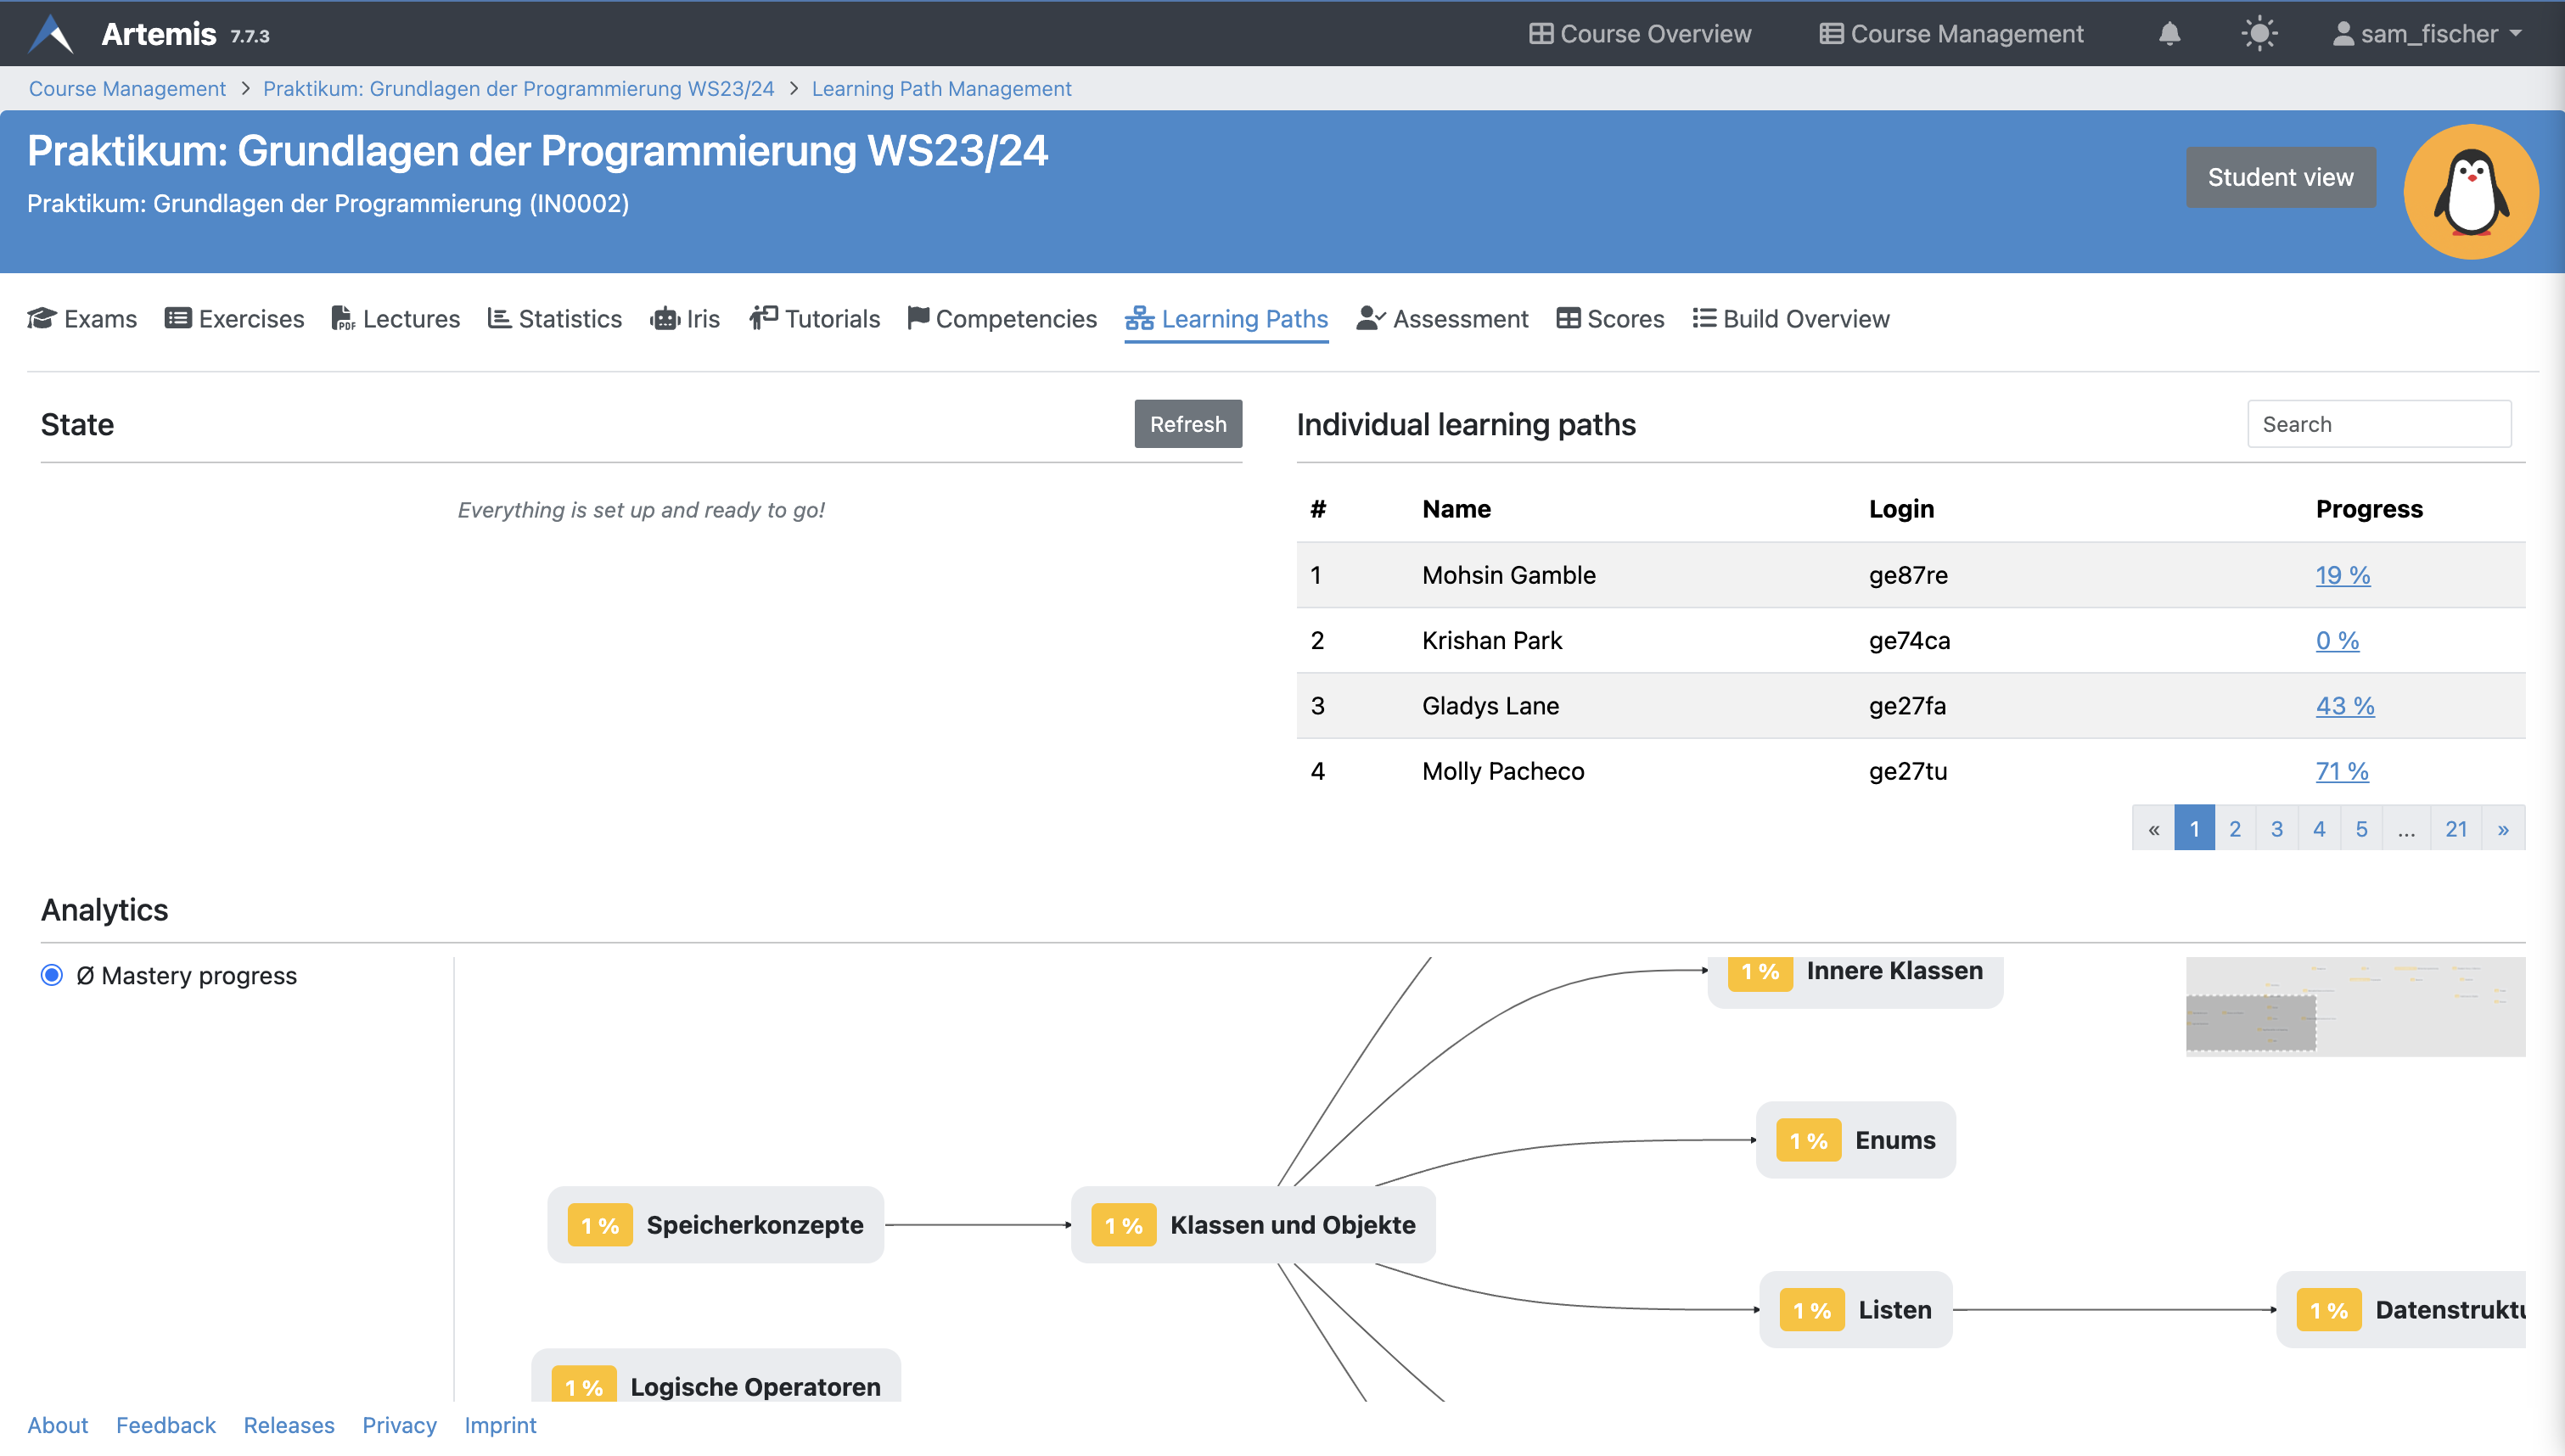 Artemis 7.7.3
Course Overview
Course Management
sam_fischer
Course Management > Praktikum: Grundlagen der Programmierung WS23/24 > Learning Path Management
Praktikum: Grundlagen der Programmierung WS23/24
Praktikum: Grundlagen der Programmierung (IN0002)
Student view
Exams Exercises Lectures Statistics Iris Tutorials Competencies Learning Paths Assessment Scores Build Overview
State
Refresh
Everything is set up and ready to go!
Individual learning paths
Search
# Name Login Progress
1 Mohsin Gamble ge87re 19 %
2 Krishan Park ge74ca 0 %
3 Gladys Lane ge27fa 43 %
4 Molly Pacheco ge27tu 71 %
« 1 2 3 4 5 ... 21 »
Analytics
Ø Mastery progress
1 % Innere Klassen
1 % Enums
1 % Speicherkonzepte
1 % Klassen und Objekte
1 % Listen
1 % Datenstruktu
1 % Logische Operatoren
About Feedback Releases Privacy Imprint